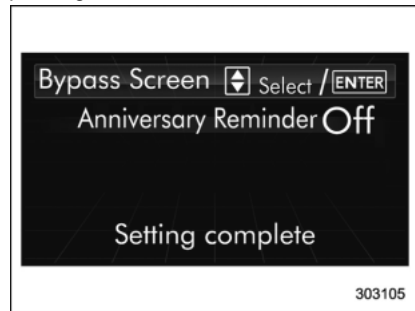 Bypass Screen Select / ENTER
Anniversary Reminder Off
Setting complete
303105